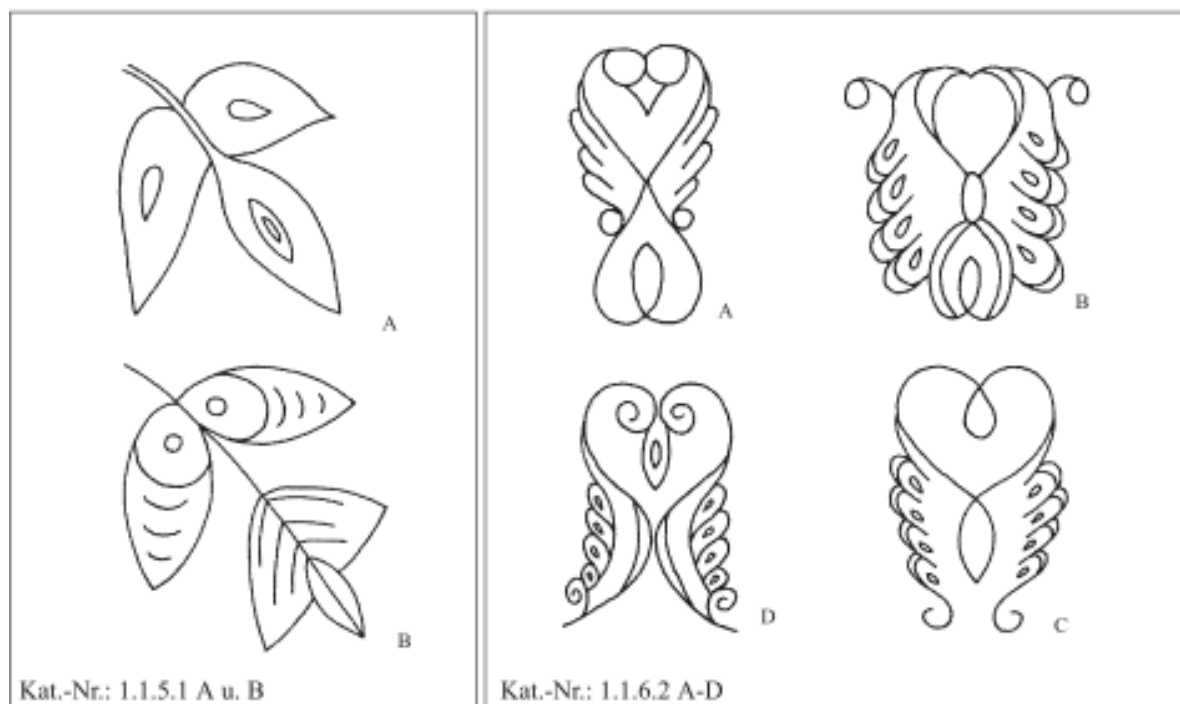 A
B
Kat.-Nr.: 1.1.5.1 A u. B
A
B
D
C
Kat.-Nr.: 1.1.6.2 A-D